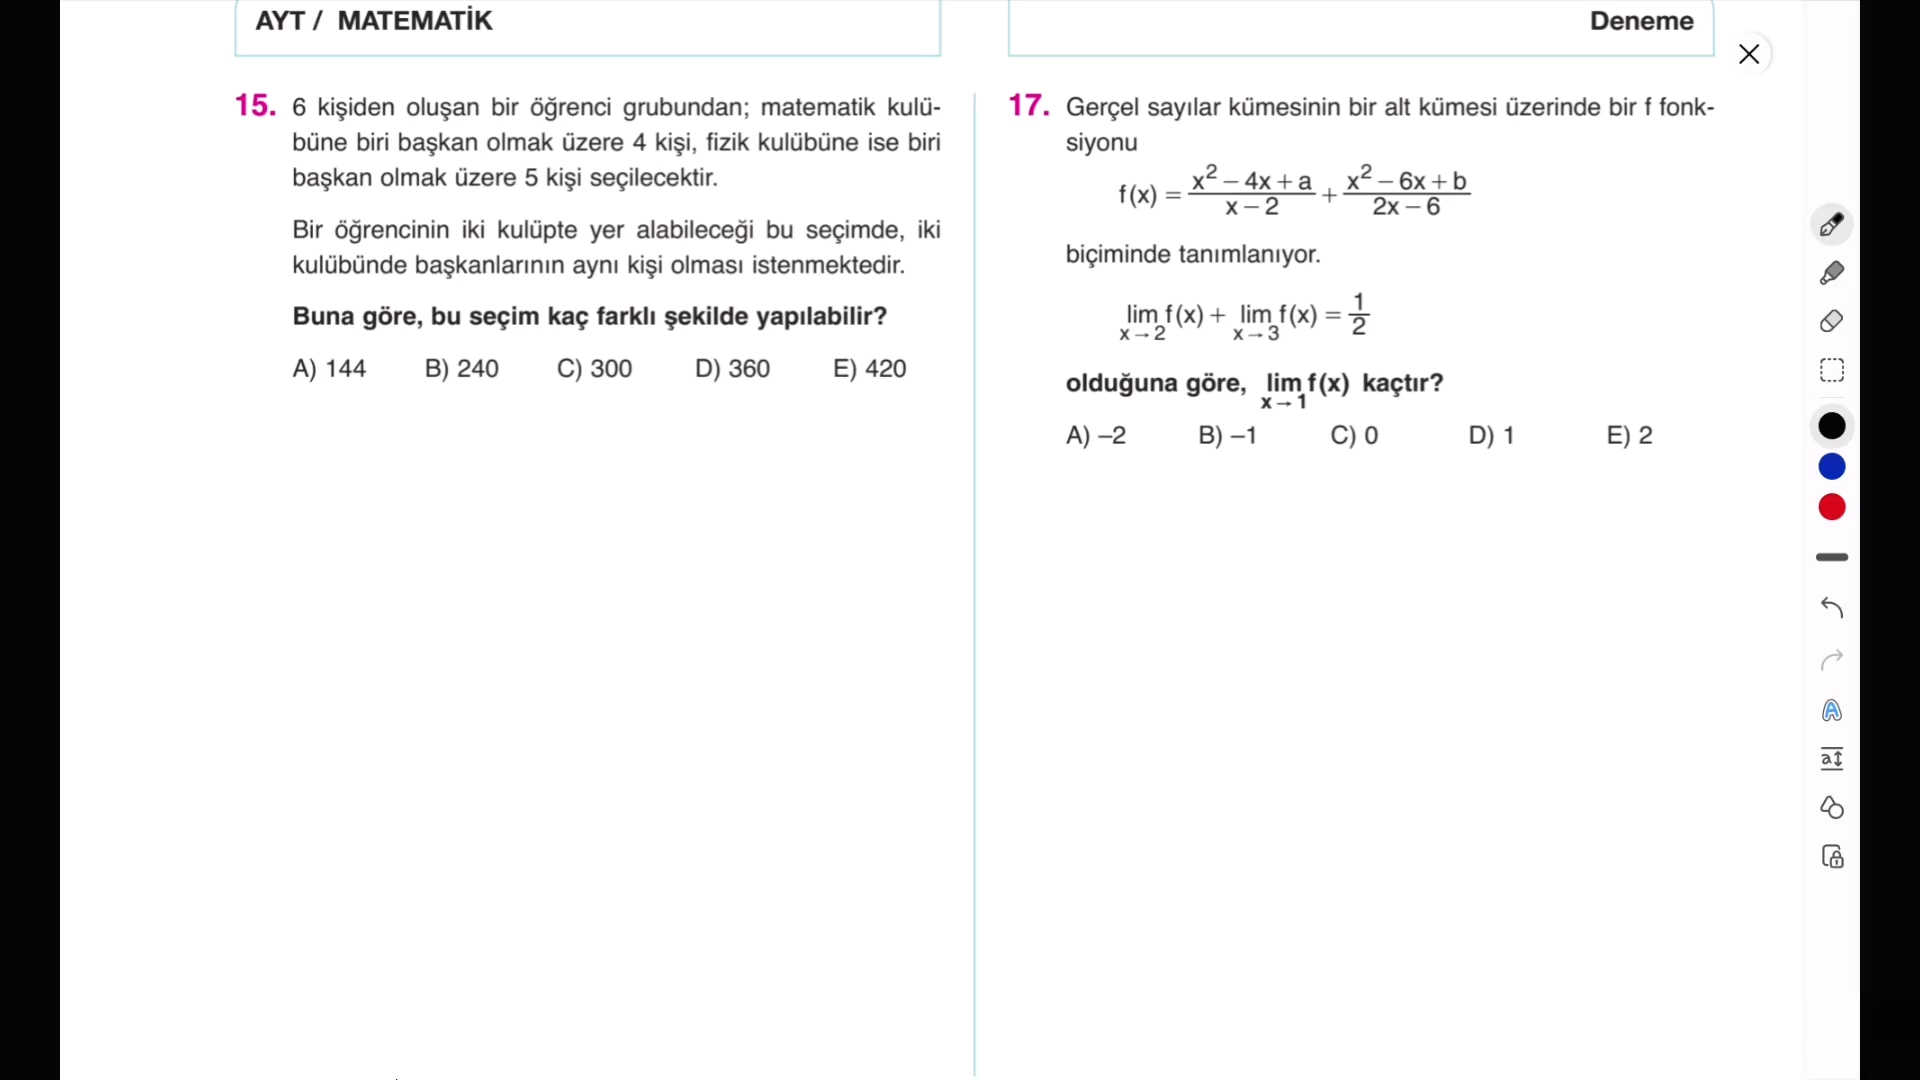 AYT / MATEMATİK
Deneme
15. 6 kişiden oluşan bir öğrenci grubundan; matematik kulü-
büne biri başkan olmak üzere 4 kişi, fizik kulübüne ise biri
başkan olmak üzere 5 kişi seçilecektir.
Bir öğrencinin iki kulüpte yer alabileceği bu seçimde, iki
kulübünde başkanlarının aynı kişi olması istenmektedir.
Buna göre, bu seçim kaç farklı şekilde yapılabilir?
A) 144 B) 240 C) 300 D) 360 E) 420
17. Gerçel sayılar kümesinin bir alt kümesi üzerinde bir f fonk-
siyonu
f(x) = (x² – 4x + a)/(x – 2) + (x² – 6x + b)/(2x – 6)
biçiminde tanımlanıyor.
lim x→2 f(x) + lim x→3 f(x) = 1/2
olduğuna göre, lim x→1 f(x) kaçtır?
A) –2 B) –1 C) 0 D) 1 E) 2